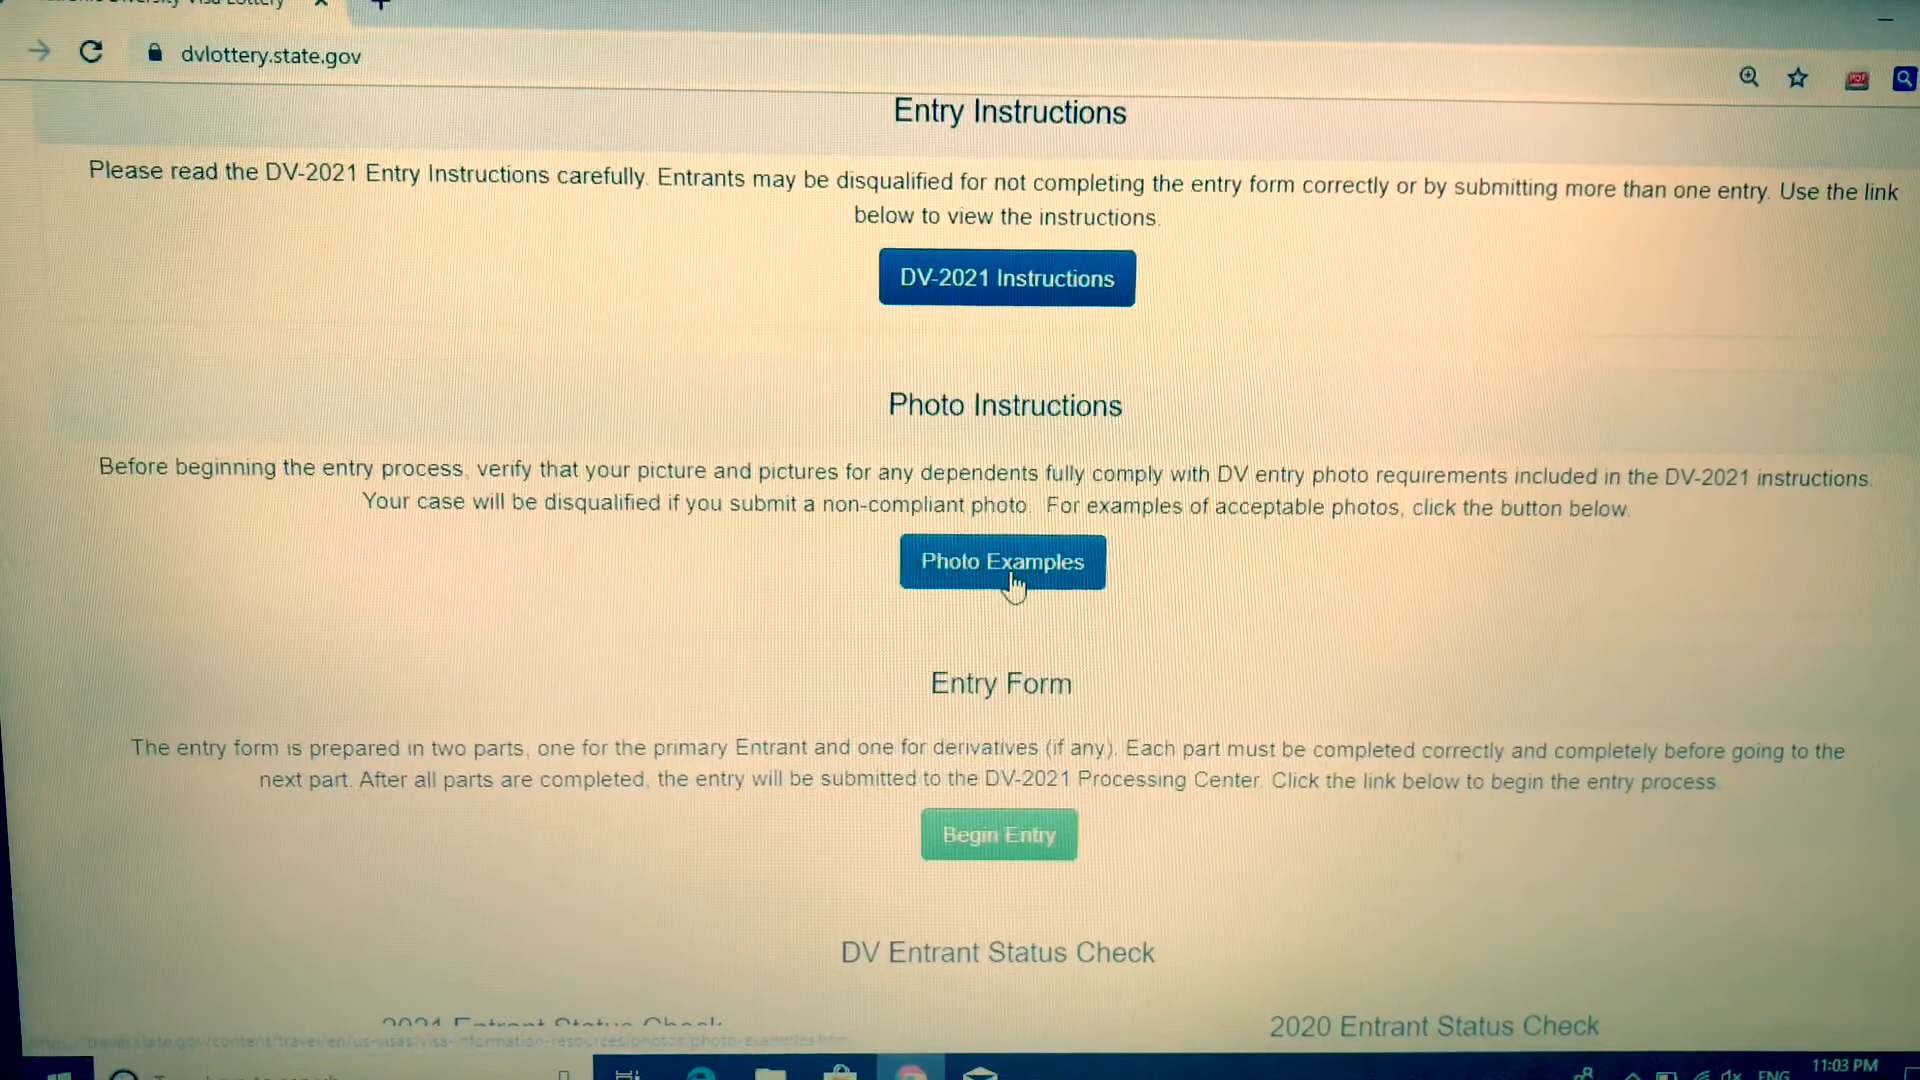 dvlottery.state.gov
Entry Instructions
Please read the DV-2021 Entry Instructions carefully. Entrants may be disqualified for not completing the entry form correctly or by submitting more than one entry. Use the link
below to view the instructions.
DV-2021 Instructions
Photo Instructions
Before beginning the entry process, verify that your picture and pictures for any dependents fully comply with DV entry photo requirements included in the DV-2021 instructions.
Your case will be disqualified if you submit a non-compliant photo. For examples of acceptable photos, click the button below.
Photo Examples
Entry Form
The entry form is prepared in two parts, one for the primary Entrant and one for derivatives (if any). Each part must be completed correctly and completely before going to the
next part. After all parts are completed, the entry will be submitted to the DV-2021 Processing Center. Click the link below to begin the entry process.
Begin Entry
DV Entrant Status Check
2021 Entrant Status Check
2020 Entrant Status Check
11:03 PM
ENG